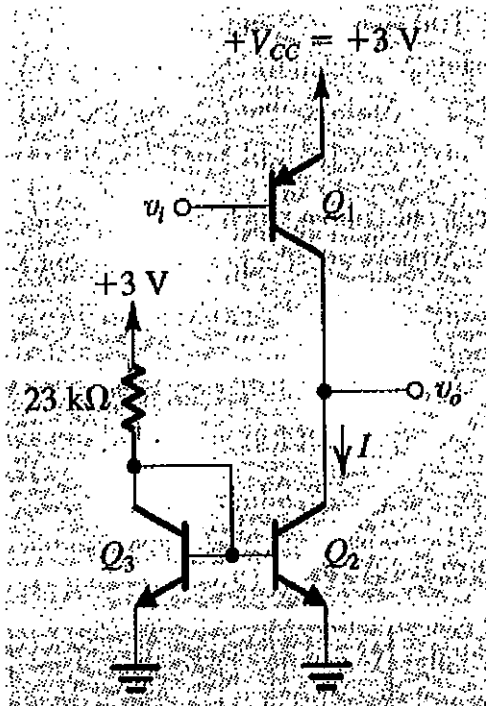 +V_CC = +3 V
v_i
Q_1
+3 V
23 kΩ
v_o
I
Q_3
Q_2